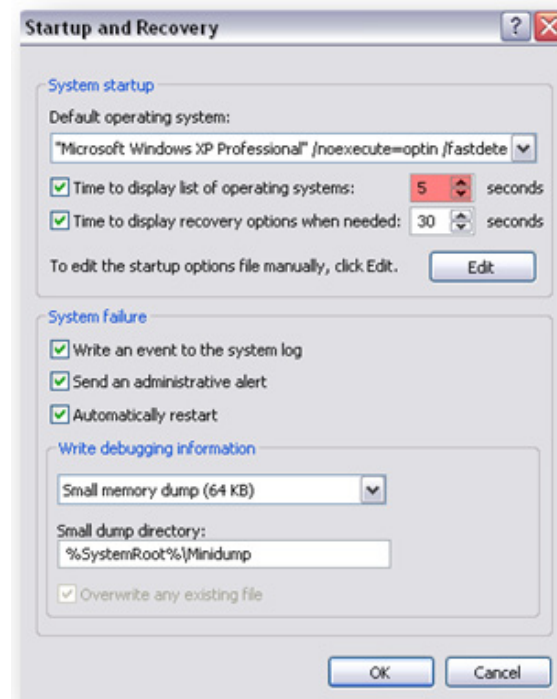 Startup and Recovery
System startup
Default operating system:
"Microsoft Windows XP Professional" /noexecute=optin /fastdete
Time to display list of operating systems: 5 seconds
Time to display recovery options when needed: 30 seconds
To edit the startup options file manually, click Edit. Edit
System failure
Write an event to the system log
Send an administrative alert
Automatically restart
Write debugging information
Small memory dump (64 KB)
Small dump directory:
%SystemRoot%\Minidump
Overwrite any existing file
OK Cancel